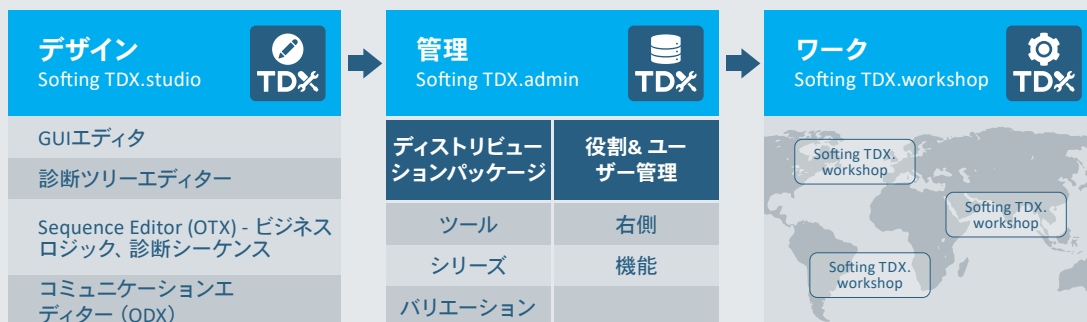 デザイン
Softing TDX.studio
TDX
GUIエディタ
診断ツリーエディター
Sequence Editor (OTX) - ビジネス
ロジック、診断シーケンス
コミュニケーションエ
ディター（ODX）
管理
Softing TDX.admin
TDX
ディストリビュー
ションパッケージ
役割& ユー
ザー管理
ツール
右側
シリーズ
機能
バリエーション
ワーク
Softing TDX.workshop
TDX
Softing TDX.
workshop
Softing TDX.
workshop
Softing TDX.
workshop